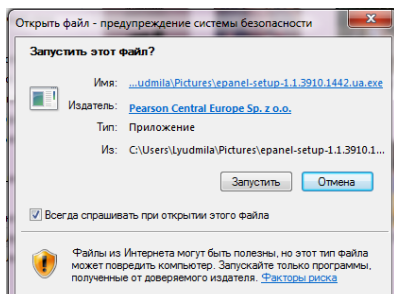 Открыть файл - предупреждение системы безопасности
Запустить этот файл?
Имя: ...udmila\Pictures\epanel-setup-1.1.3910.1442.ua.exe
Издатель: Pearson Central Europe Sp. z o.o.
Тип: Приложение
Из: C:\Users\Lyudmila\Pictures\epanel-setup-1.1.3910.1...
Запустить Отмена
Всегда спрашивать при открытии этого файла
Файлы из Интернета могут быть полезны, но этот тип файла
может повредить компьютер. Запускайте только программы,
полученные от доверяемого издателя. Факторы риска